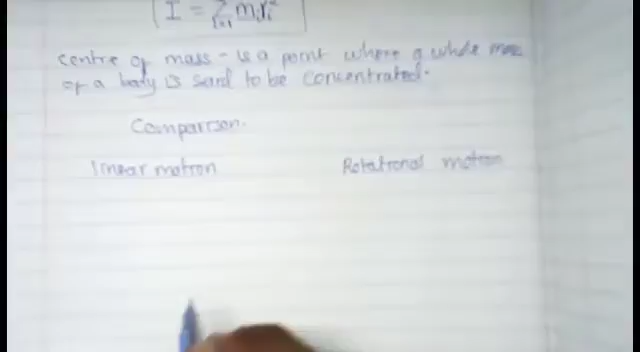 I = Σ mᵢrᵢ²
i=1
centre of mass - is a point where a whole mass
of a body is said to be concentrated.
Comparison.
linear motion Rotational motion